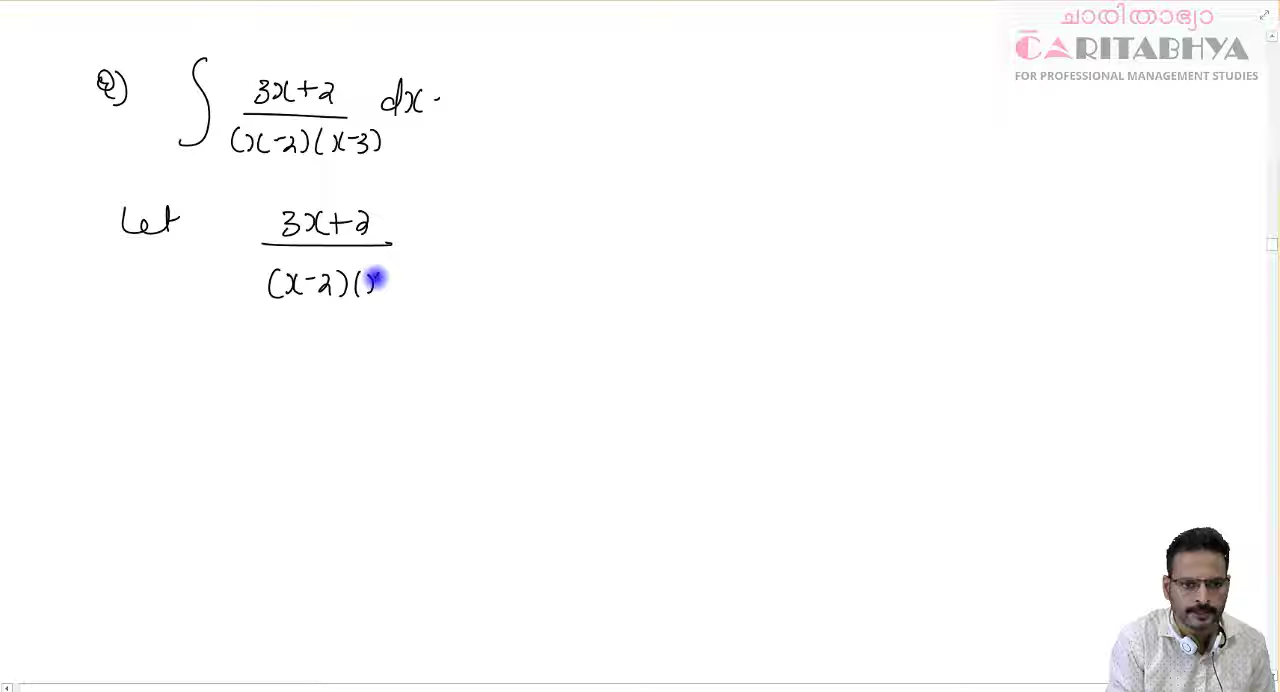 ചാരിതാഭ്യാ
CARITABHYA
FOR PROFESSIONAL MANAGEMENT STUDIES
Q) ∫ (3x+2)/((x-2)(x-3)) dx.
Let (3x+2)/((x-2)(x